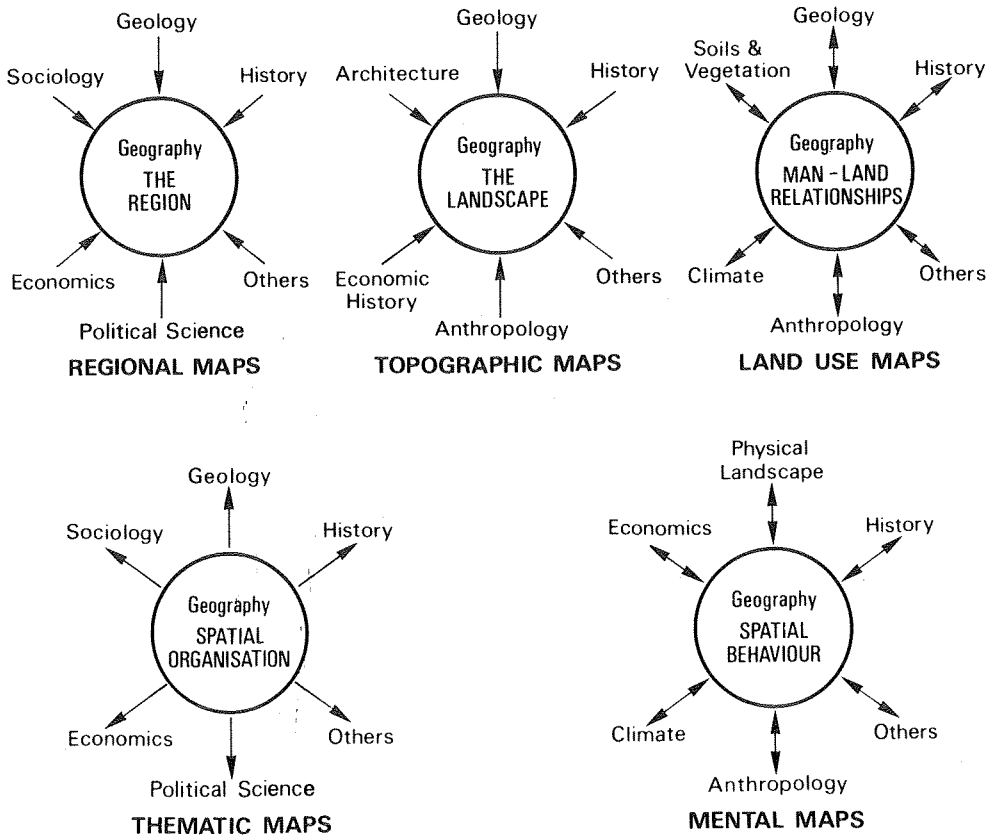 Geology
Sociology
History
Geography
THE
REGION
Economics
Others
Political Science
REGIONAL MAPS
Geology
Architecture
History
Geography
THE
LANDSCAPE
Economic
History
Others
Anthropology
TOPOGRAPHIC MAPS
Geology
Soils &
Vegetation
History
Geography
MAN-LAND
RELATIONSHIPS
Climate
Others
Anthropology
LAND USE MAPS
Geology
Sociology
History
Geography
SPATIAL
ORGANISATION
Economics
Others
Political Science
THEMATIC MAPS
Physical
Landscape
Economics
History
Geography
SPATIAL
BEHAVIOUR
Climate
Others
Anthropology
MENTAL MAPS